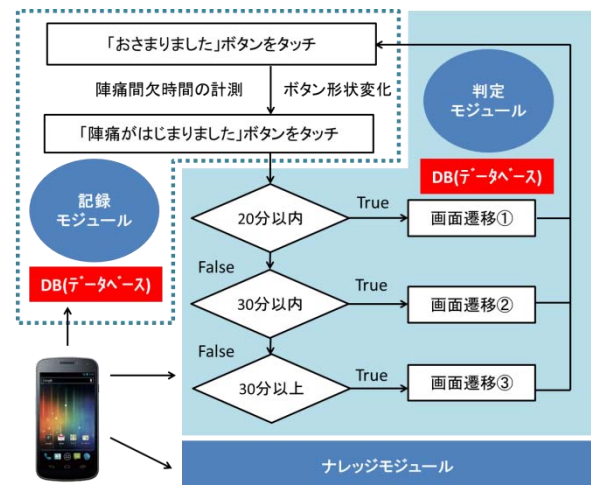 「おさまりました」ボタンをタッチ
陣痛間欠時間の計測
ボタン形状変化
「陣痛がはじまりました」ボタンをタッチ
判定
モジュール
DB(データベース)
記録
モジュール
DB(データベース)
20分以内
True
画面遷移①
False
30分以内
True
画面遷移②
False
30分以上
True
画面遷移③
ナレッジモジュール